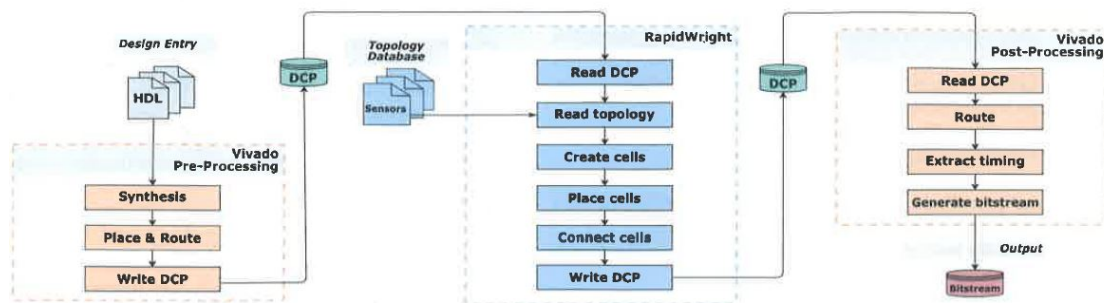 Design Entry
HDL
Vivado
Pre-Processing
Synthesis
Place & Route
Write DCP
DCP
Topology
Database
Sensors
RapidWright
Read DCP
Read topology
Create cells
Place cells
Connect cells
Write DCP
DCP
Vivado
Post-Processing
Read DCP
Route
Extract timing
Generate bitstream
Output
Bitstream